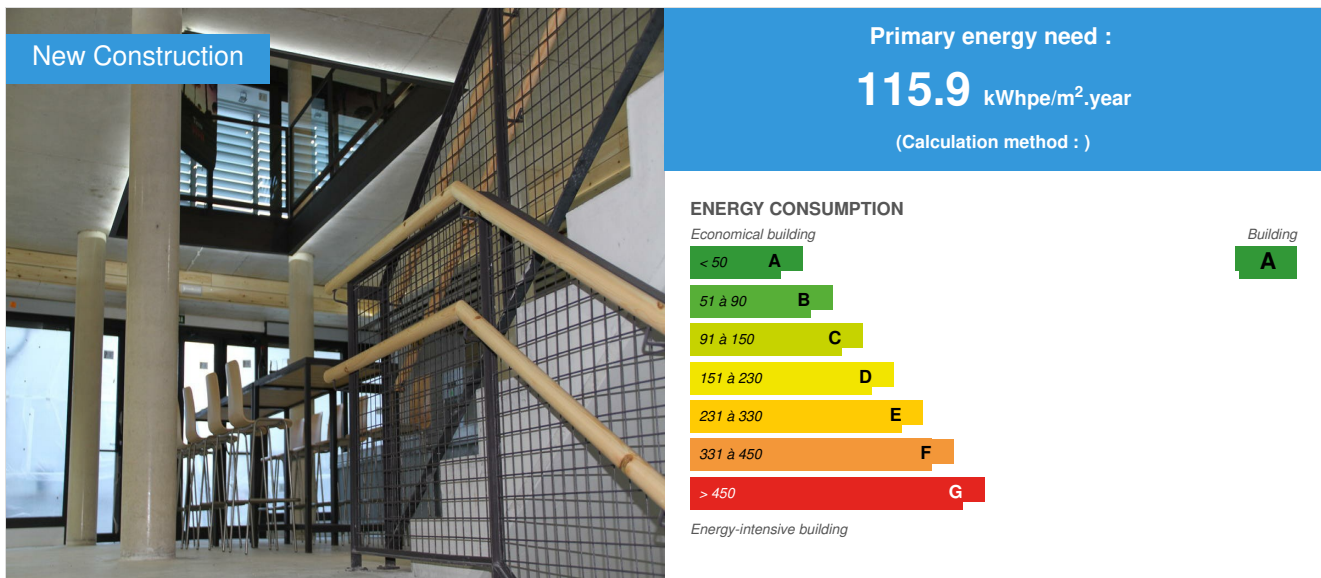 New Construction
Primary energy need :
115.9 kWhpe/m².year
(Calculation method : )
ENERGY CONSUMPTION
Economical building
Building
< 50 A
A
51 à 90 B
91 à 150 C
151 à 230 D
231 à 330 E
331 à 450 F
> 450 G
Energy-intensive building